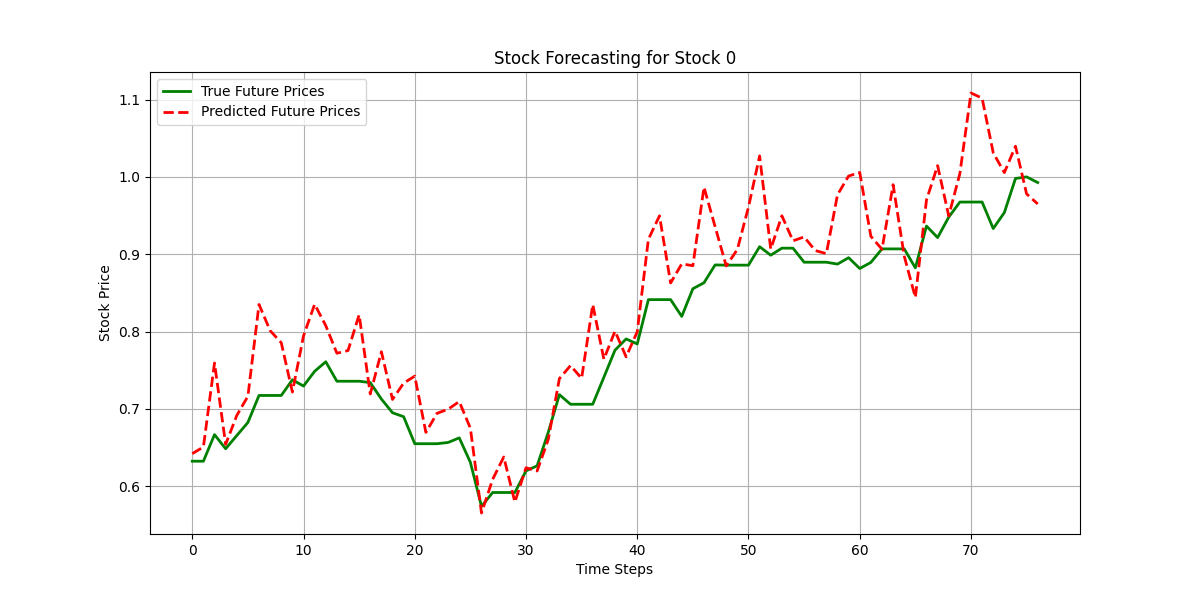 Stock Forecasting for Stock 0
True Future Prices
Predicted Future Prices
Stock Price
1.1
1.0
0.9
0.8
0.7
0.6
0 10 20 30 40 50 60 70
Time Steps